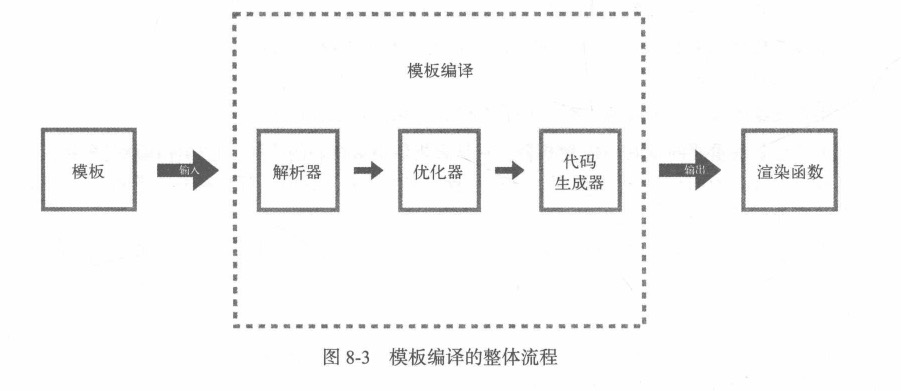 模板编译
模板
输入
解析器
优化器
代码
生成器
输出
渲染函数
图 8-3 模板编译的整体流程